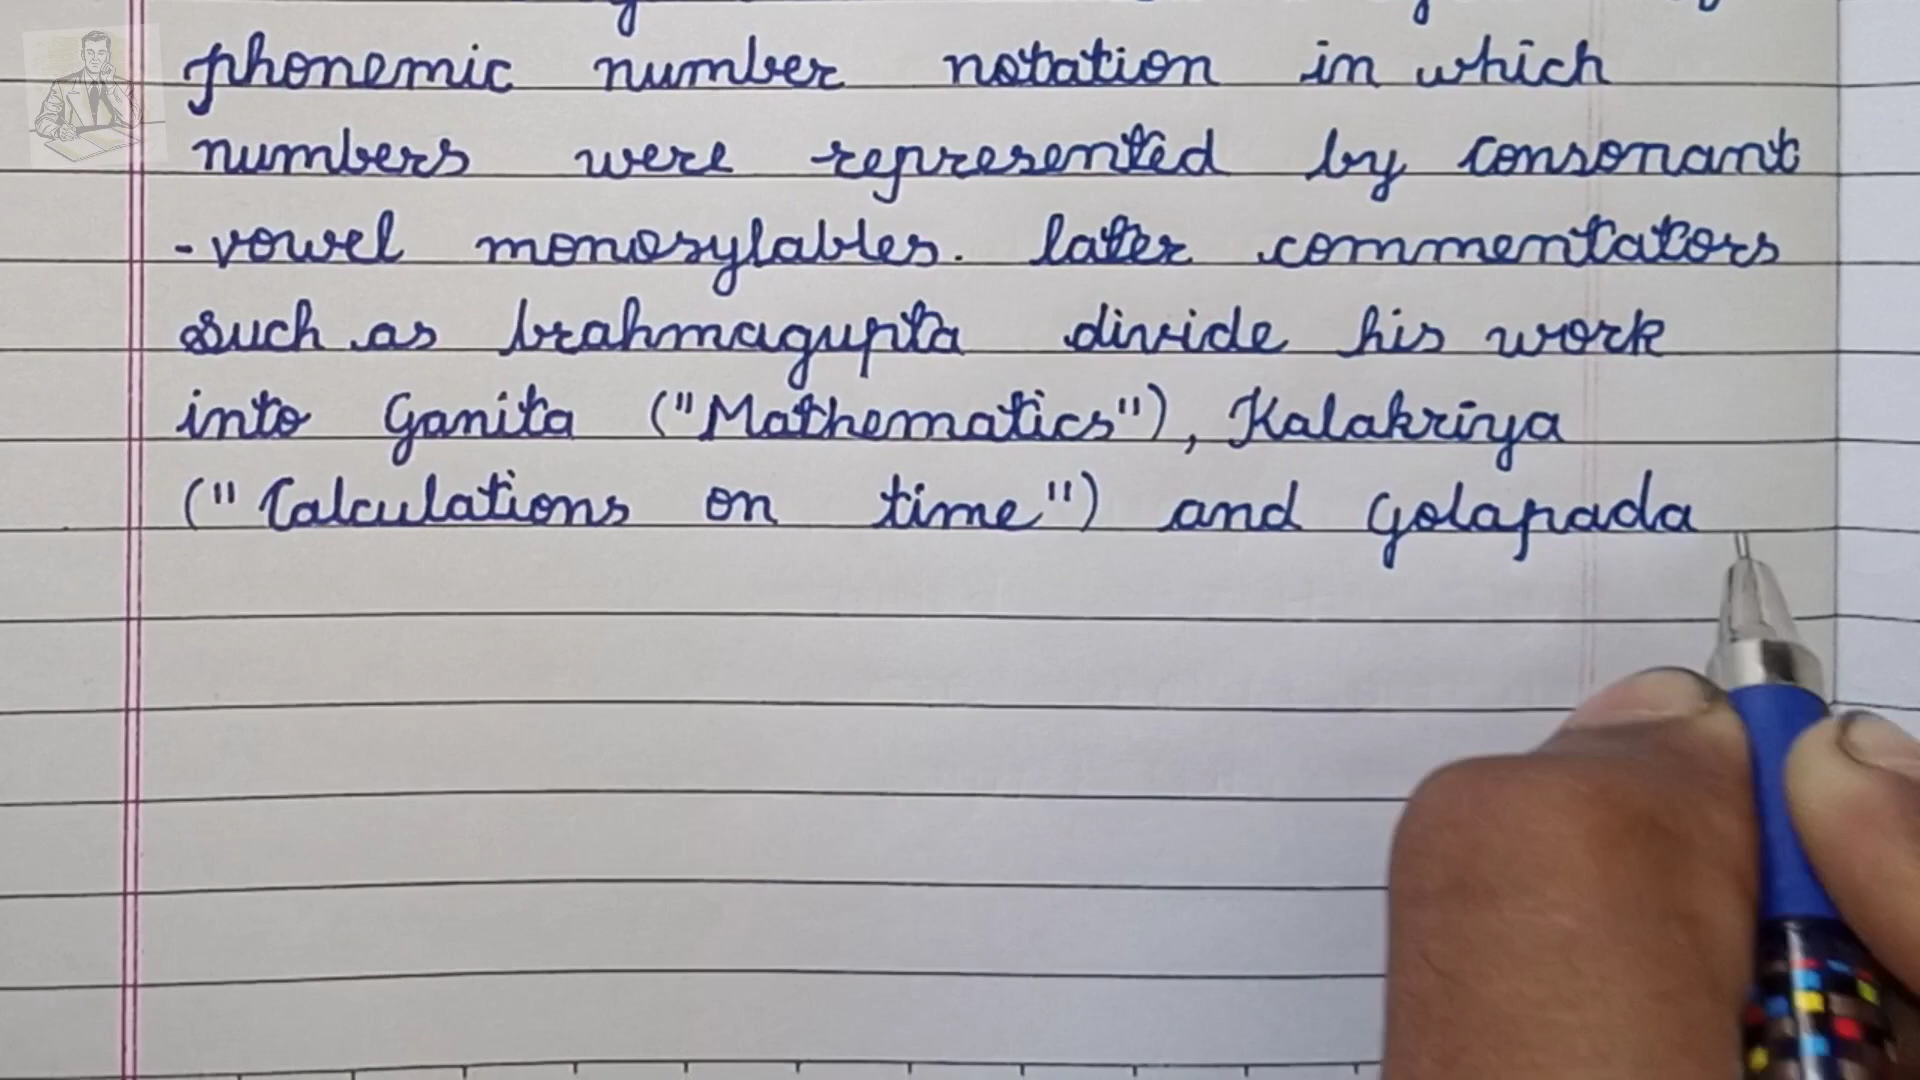 phonemic number notation in which
numbers were represented by consonant
-vowel monosylables. later commentators
such as brahmagupta divide his work
into Ganita ("Mathematics"), Kalakriya
("Calculations on time") and Golapada